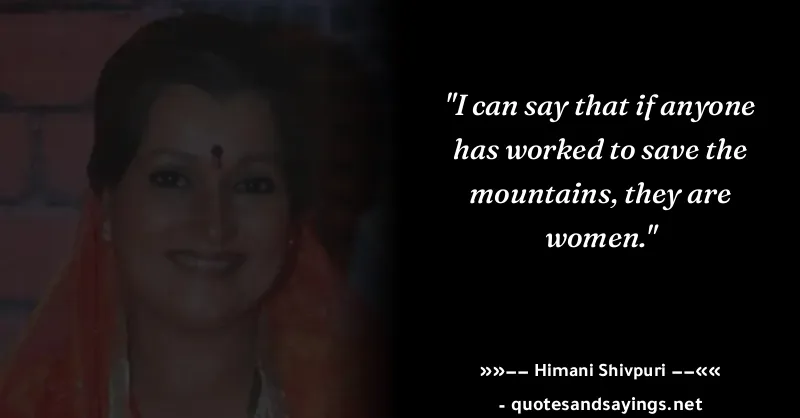 "I can say that if anyone
has worked to save the
mountains, they are
women."
»»−− Himani Shivpuri −−««
- quotesandsayings.net